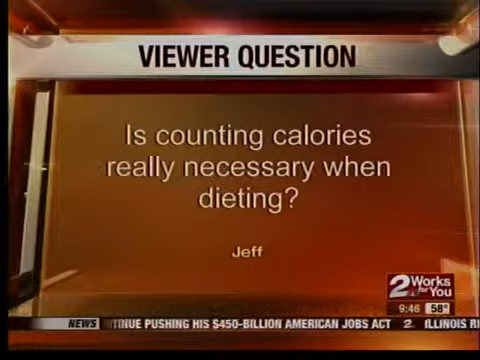 VIEWER QUESTION
Is counting calories
really necessary when
dieting?
Jeff
2 Works for You
9:46 58°
NEWS TINUE PUSHING HIS $450-BILLION AMERICAN JOBS ACT 2 ILLINOIS